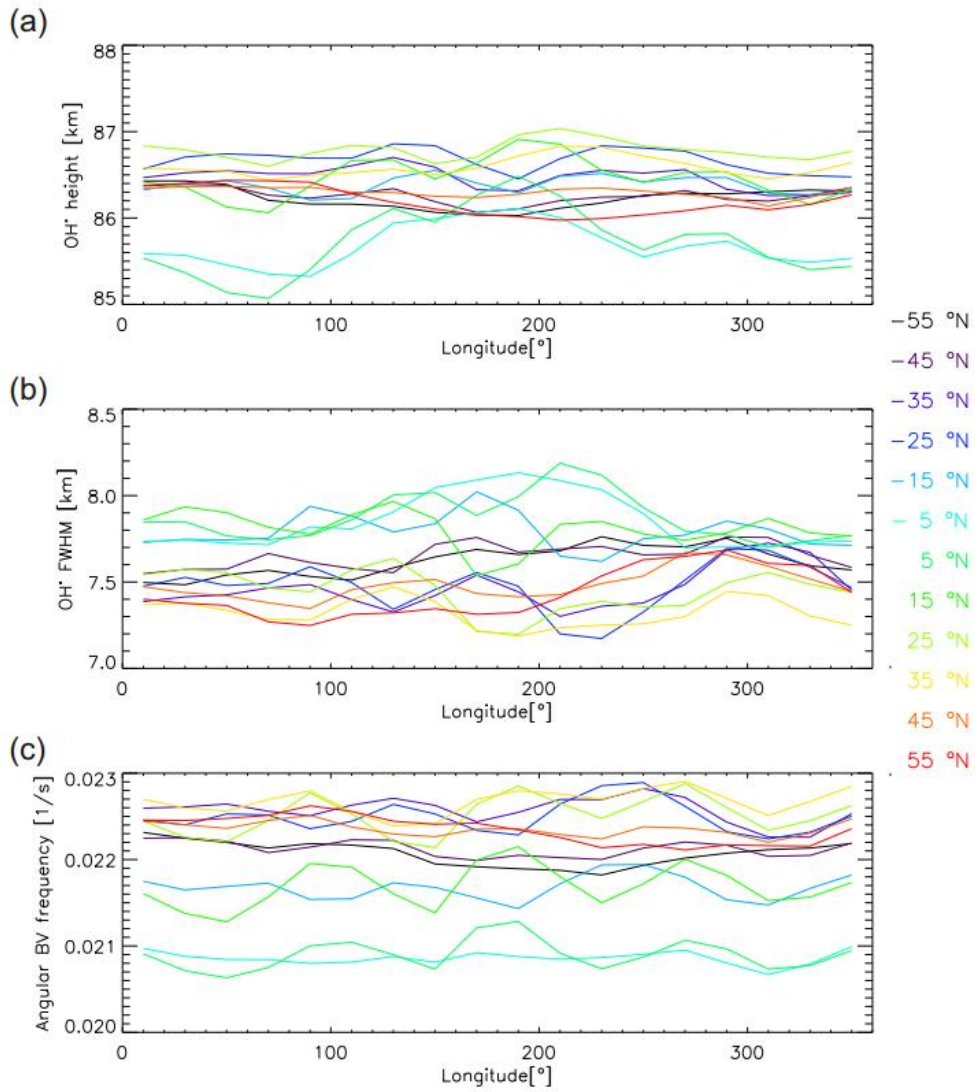 (a)
88
87
86
85
OH* height [km]
0
100
200
300
Longitude[°]
(b)
8.5
8.0
7.5
7.0
OH* FWHM [km]
0
100
200
300
Longitude[°]
(c)
0.023
0.022
0.021
0.020
Angular BV frequency [1/s]
0
100
200
300
Longitude[°]
−55 °N
−45 °N
−35 °N
−25 °N
−15 °N
− 5 °N
5 °N
15 °N
25 °N
35 °N
45 °N
55 °N